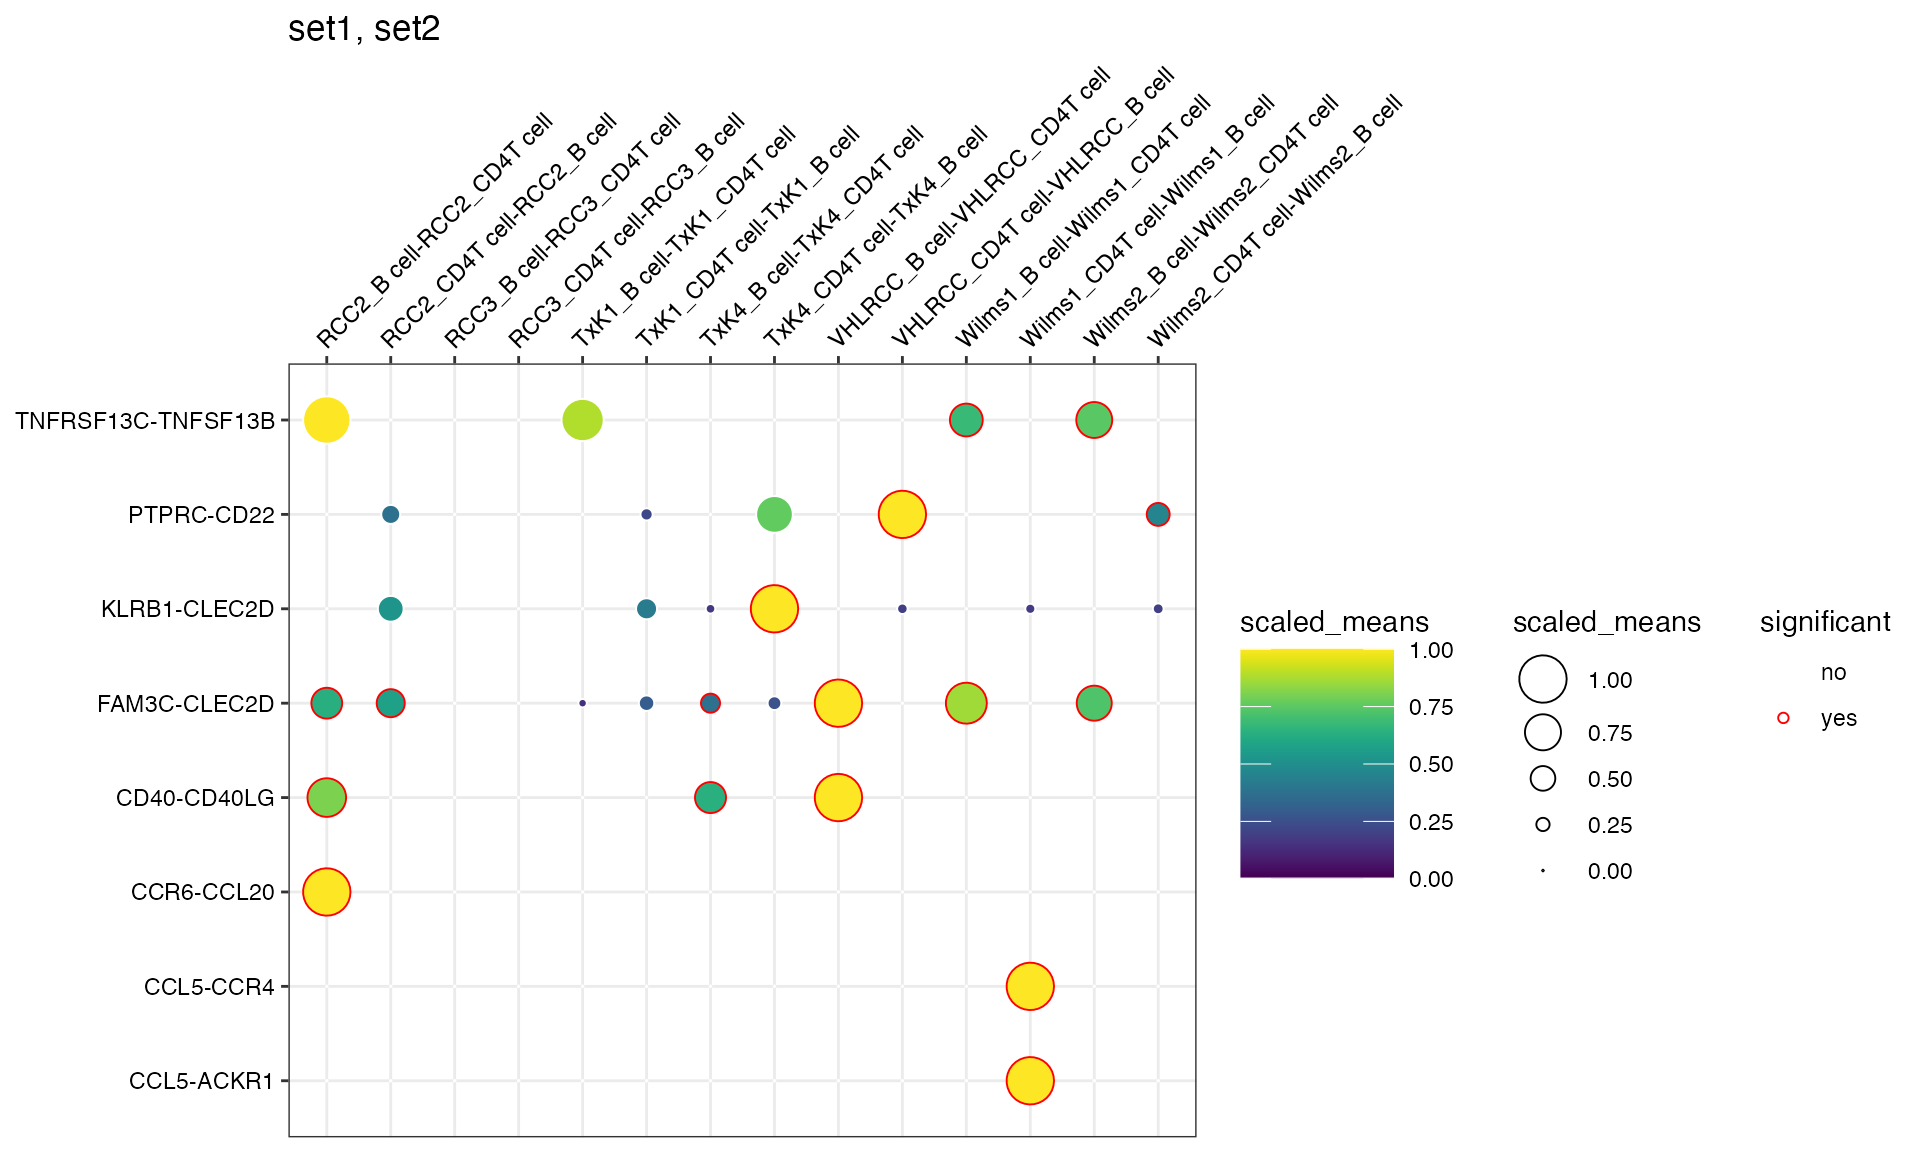 set1, set2
RCC2_B cell-RCC2_CD4T cell
RCC2_CD4T cell-RCC2_B cell
RCC3_B cell-RCC3_CD4T cell
RCC3_CD4T cell-RCC3_B cell
TxK1_B cell-TxK1_CD4T cell
TxK1_CD4T cell-TxK1_B cell
TxK4_B cell-TxK4_CD4T cell
TxK4_CD4T cell-TxK4_B cell
VHLRCC_B cell-VHLRCC_CD4T cell
VHLRCC_CD4T cell-VHLRCC_B cell
Wilms1_B cell-Wilms1_CD4T cell
Wilms1_CD4T cell-Wilms1_B cell
Wilms2_B cell-Wilms2_CD4T cell
Wilms2_CD4T cell-Wilms2_B cell
TNFRSF13C-TNFSF13B
PTPRC-CD22
KLRB1-CLEC2D
FAM3C-CLEC2D
CD40-CD40LG
CCR6-CCL20
CCL5-CCR4
CCL5-ACKR1
scaled_means
1.00
0.75
0.50
0.25
0.00
scaled_means
1.00
0.75
0.50
0.25
0.00
significant
no
yes